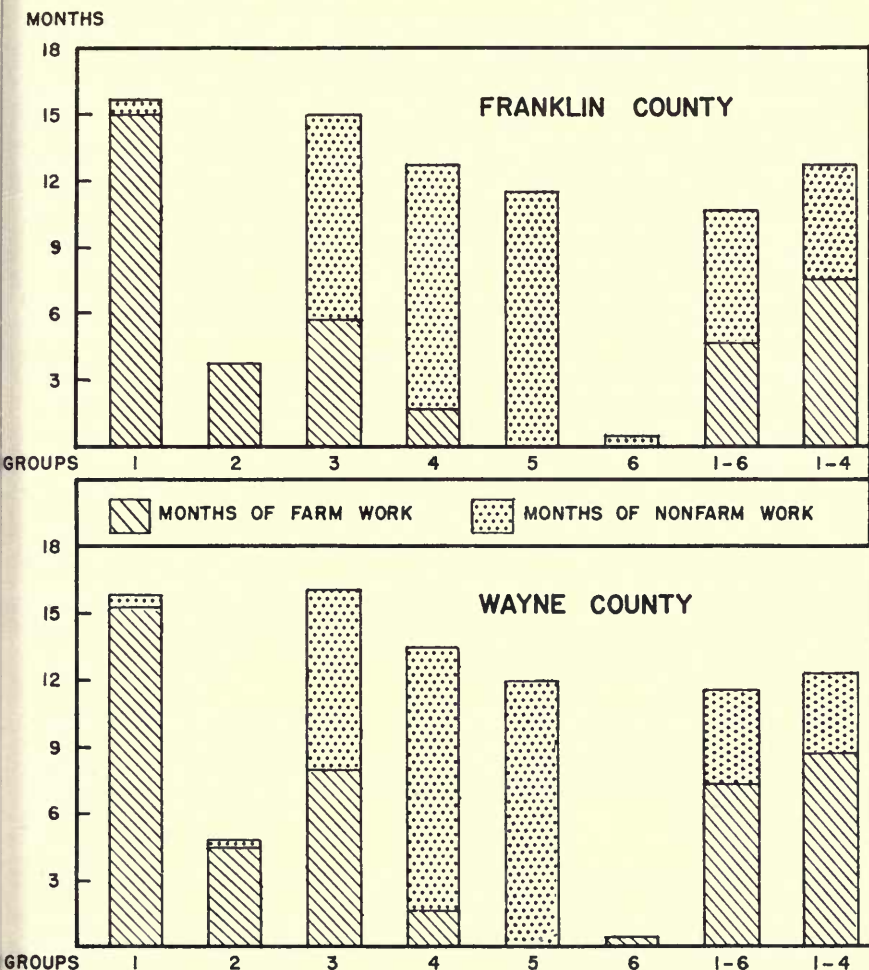 MONTHS
18
15
12
9
6
3
FRANKLIN COUNTY
GROUPS 1 2 3 4 5 6 1-6 1-4
MONTHS OF FARM WORK MONTHS OF NONFARM WORK
18
15
12
9
6
3
WAYNE COUNTY
GROUPS 1 2 3 4 5 6 1-6 1-4